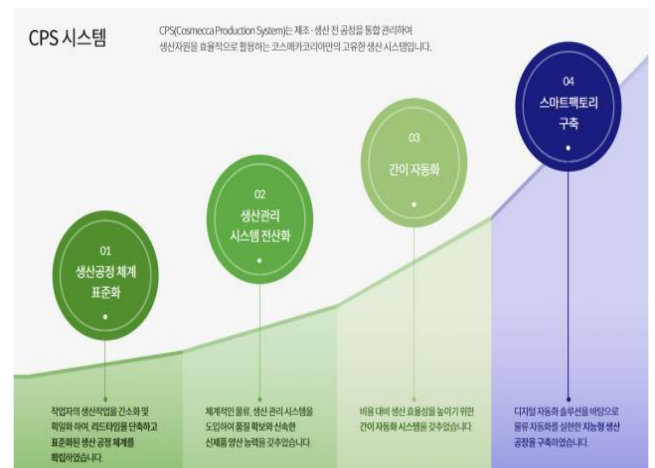 CPS 시스템
CPS(Cosmecca Production System)는 제조·생산 전 공정을 통합 관리하여
생산자원을 효율적으로 활용하는 코스메카코리아만의 고유한 생산 시스템입니다.
01
생산공정 체계
표준화
02
생산관리
시스템 전산화
03
간이 자동화
04
스마트팩토리
구축
작업자의 생산작업을 간소화 및
획일화 하여, 리드타임을 단축하고
표준화된 생산 공정 체계를
확립하였습니다.
체계적인 물류, 생산 관리 시스템을
도입하여 품질 확보와 신속한
신제품 양산 능력을 갖추었습니다.
비용 대비 생산 효율성을 높이기 위한
간이 자동화 시스템을 갖추었습니다.
디지털 자동화 솔루션을 바탕으로
물류 자동화를 실현한 지능형 생산
공장을 구축하였습니다.